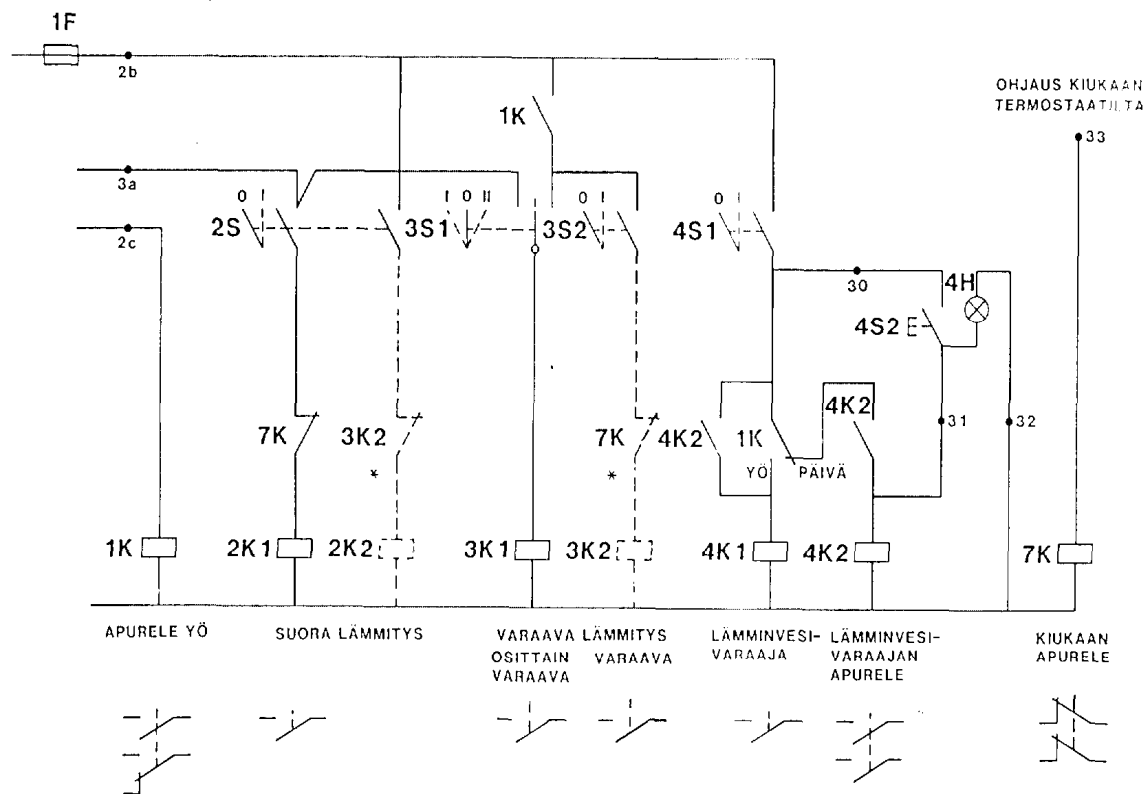 1F
2b
OHJAUS KIUKAAN
TERMOSTAATILTA
1K
33
3a
0 I
I 0 II
0 I
0 I
2S
3S1
3S2
4S1
2c
30
4H
4S2
7K
3K2
7K
4K2
1K
4K2
31
32
*
*
YÖ PÄIVÄ
1K
2K1
2K2
3K1
3K2
4K1
4K2
7K
APURELE YÖ
SUORA LÄMMITYS
VARAAVA LÄMMITYS
OSITTAIN VARAAVA
VARAAVA
LÄMMINVESI-
VARAAJA
LÄMMINVESI-
VARAAJAN
APURELE
KIUKAAN
APURELE